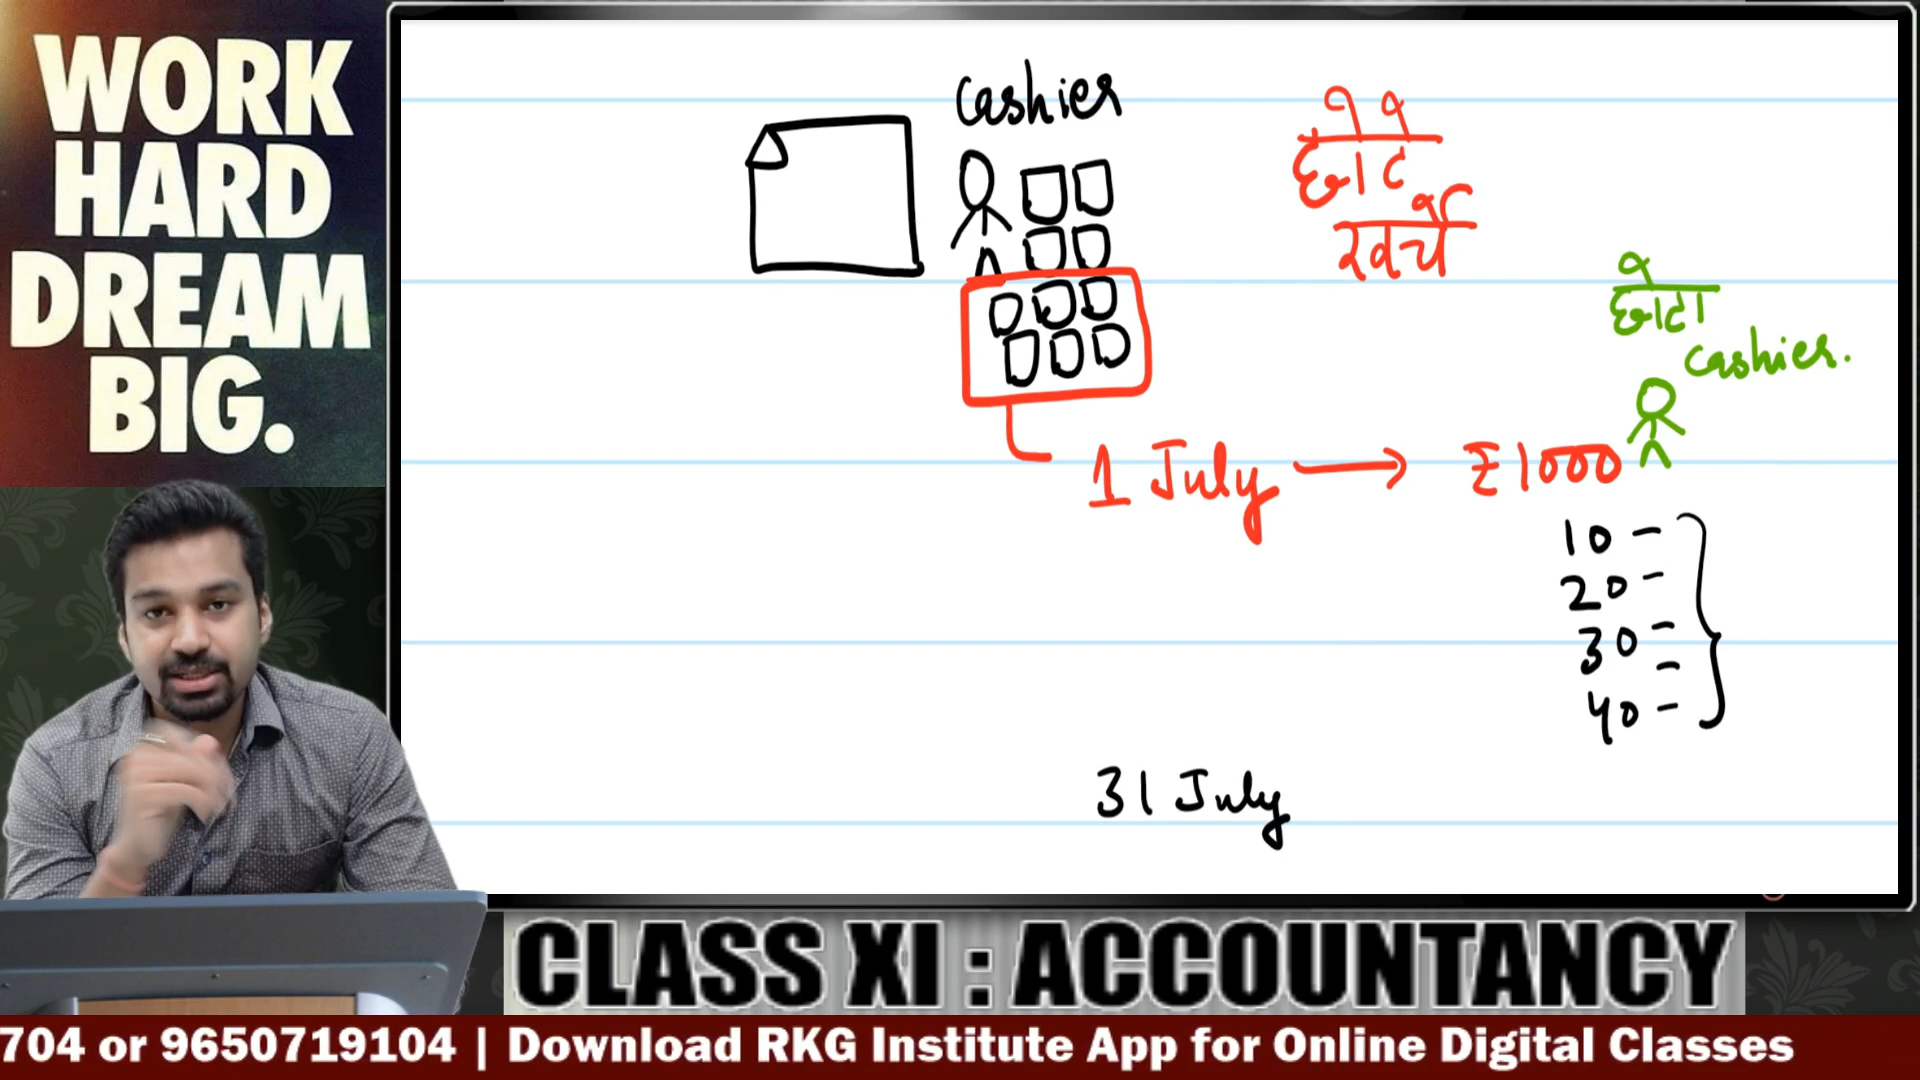 WORK
HARD
DREAM
BIG.
Cashier
छोटे
खर्चे
छोटा
Cashier.
1 July → ₹1000
10 -
20 -
30 -
-
40 -
31 July
CLASS XI : ACCOUNTANCY
704 or 9650719104 | Download RKG Institute App for Online Digital Classes